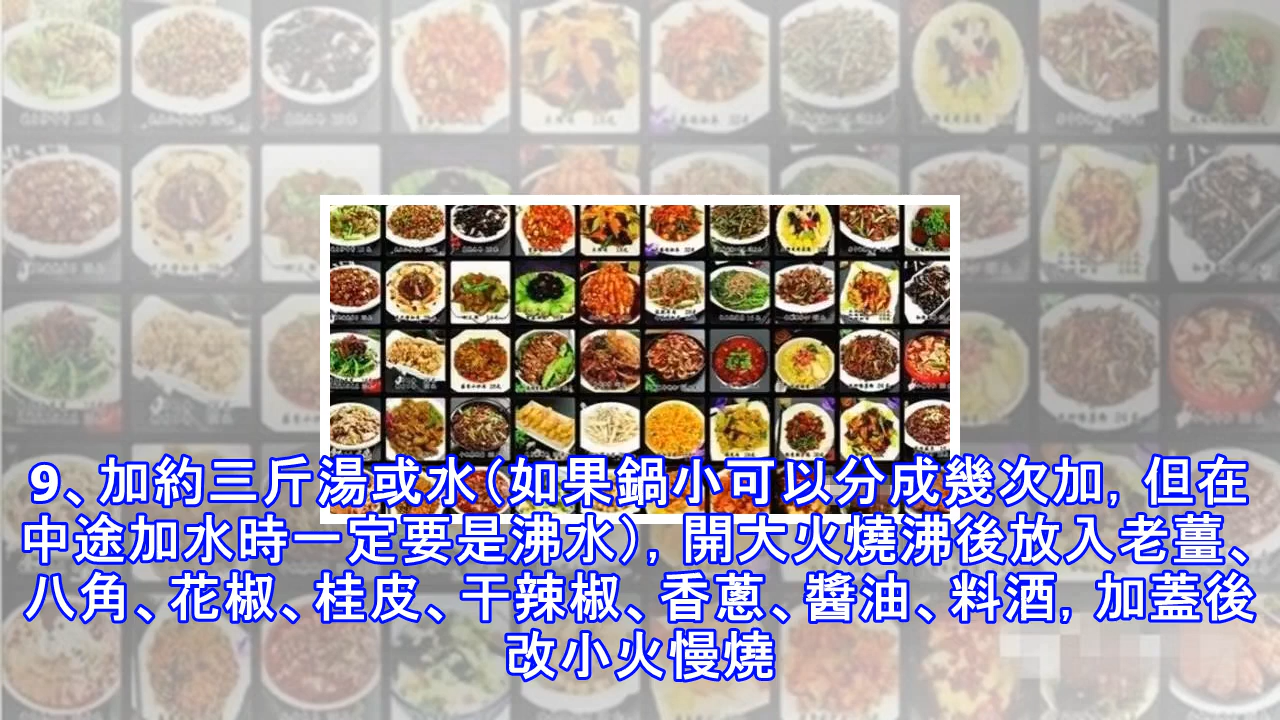 9、加約三斤湯或水(如果鍋小可以分成幾次加, 但在
中途加水時一定要是沸水), 開大火燒沸後放入老薑、
八角、花椒、桂皮、干辣椒、香蔥、醬油、料酒, 加蓋後
改小火慢燒